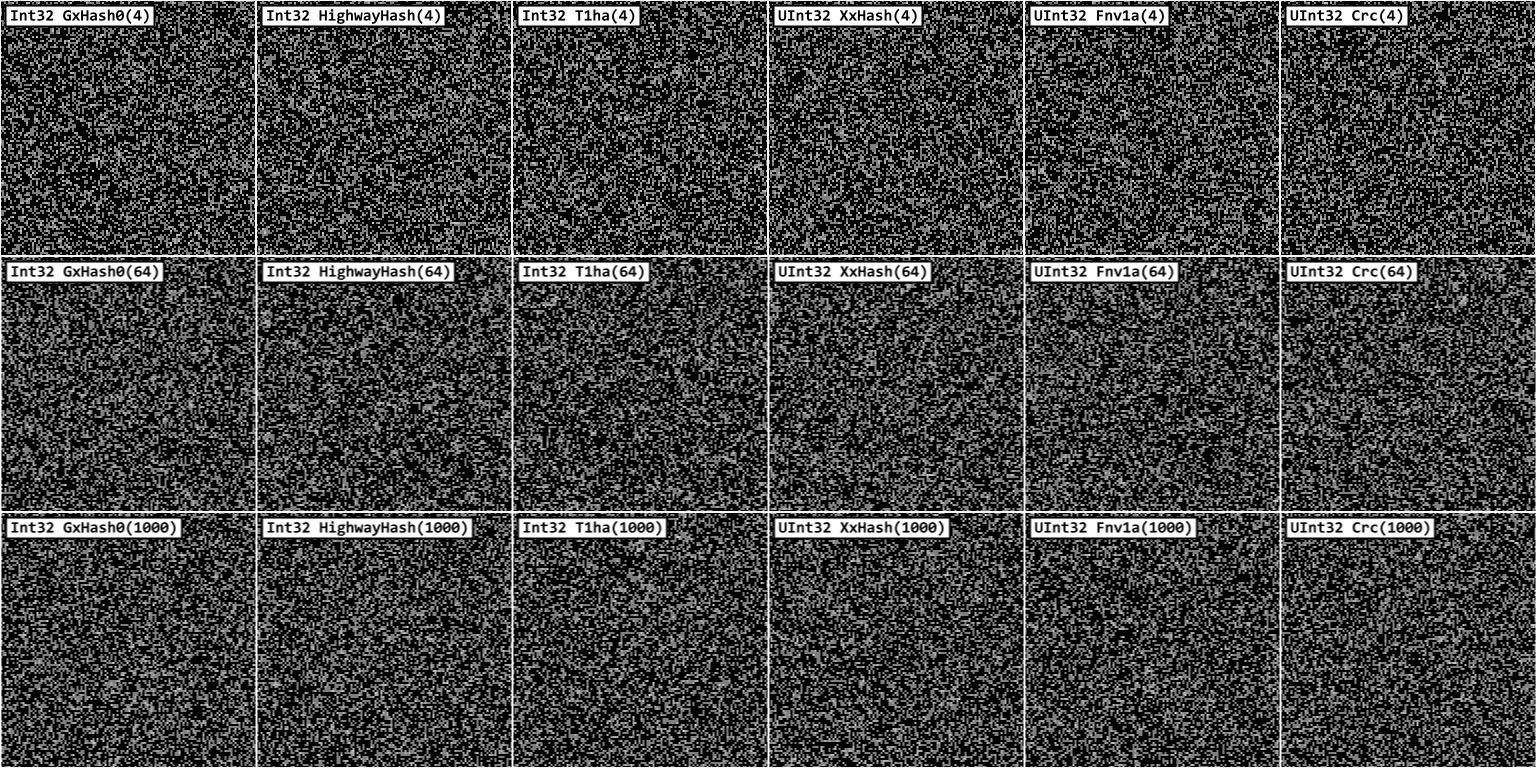 Int32 GxHash0(4)
Int32 HighwayHash(4)
Int32 T1ha(4)
UInt32 XxHash(4)
UInt32 Fnv1a(4)
UInt32 Crc(4)
Int32 GxHash0(64)
Int32 HighwayHash(64)
Int32 T1ha(64)
UInt32 XxHash(64)
UInt32 Fnv1a(64)
UInt32 Crc(64)
Int32 GxHash0(1000)
Int32 HighwayHash(1000)
Int32 T1ha(1000)
UInt32 XxHash(1000)
UInt32 Fnv1a(1000)
UInt32 Crc(1000)